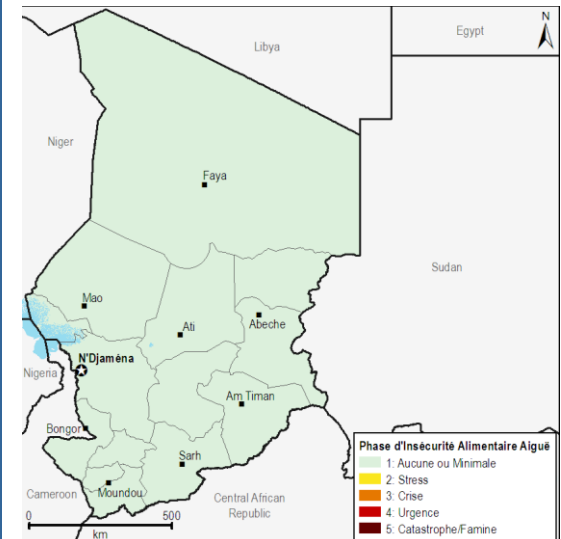 N
Libya
Egypt
Niger
Faya
Sudan
Mao
Ati
Abeche
N'Djaména
Nigeria
Am Timan
Bongor
Sarh
Moundou
Cameroon
Central African
Republic
0
500
km
Phase d'Insécurité Alimentaire Aiguë
1: Aucune ou Minimale
2: Stress
3: Crise
4: Urgence
5: Catastrophe/Famine